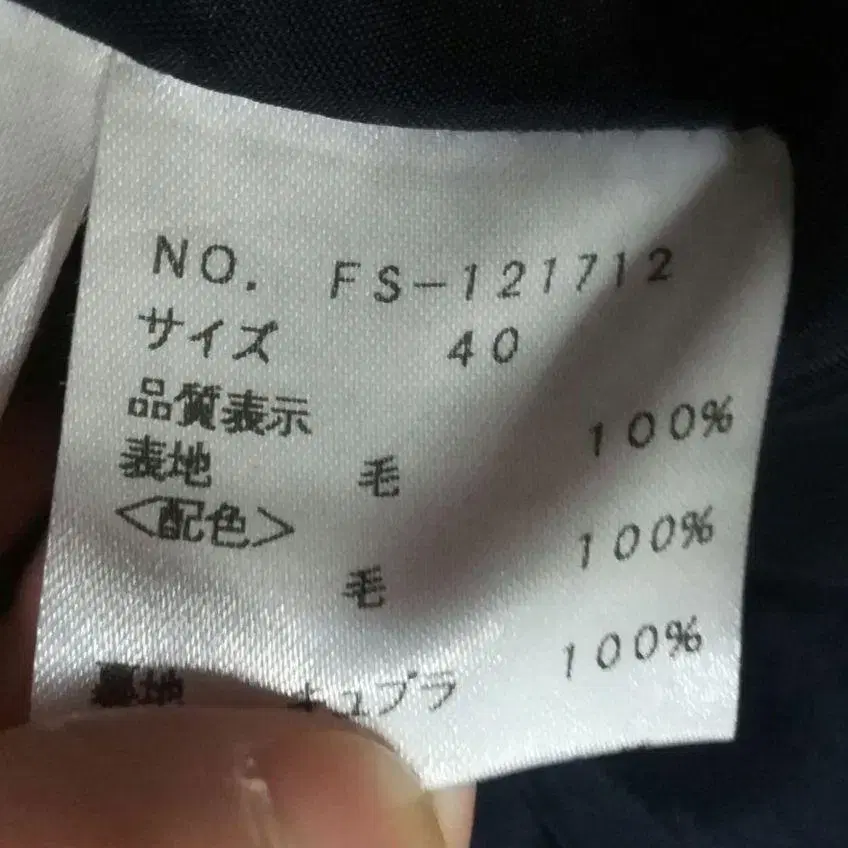 NO. FS-121712
サイズ 40
品質表示
表地 毛 100%
<配色>
毛 100%
裏地 キュプラ 100%